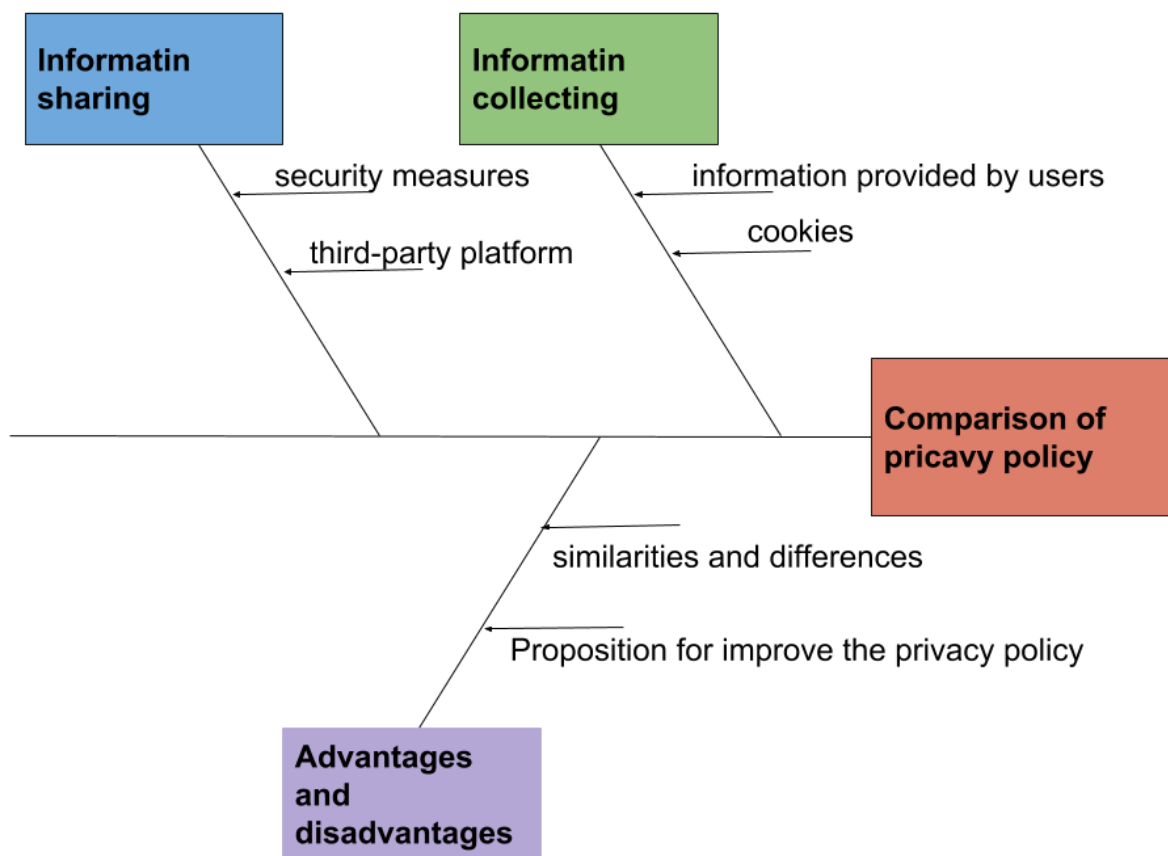 Informatin
sharing
Informatin
collecting
security measures
information provided by users
cookies
third-party platform
Comparison of
pricavy policy
similarities and differences
Proposition for improve the privacy policy
Advantages
and
disadvantages